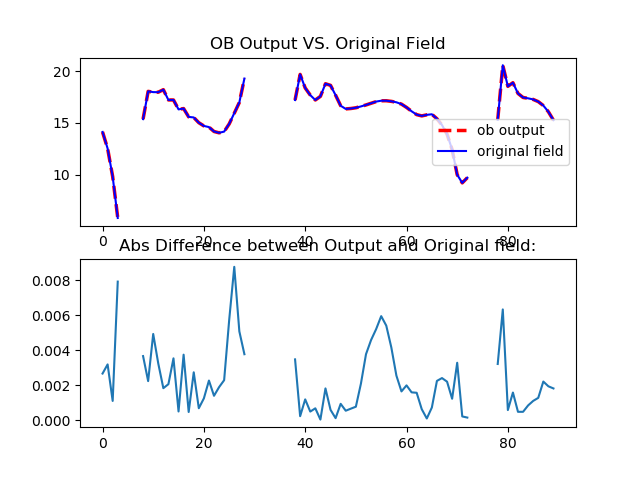 OB Output VS. Original Field
20
15
10
ob output
original field
0 20 40 60 80
Abs Difference between Output and Original field:
0.008
0.006
0.004
0.002
0.000
0 20 40 60 80